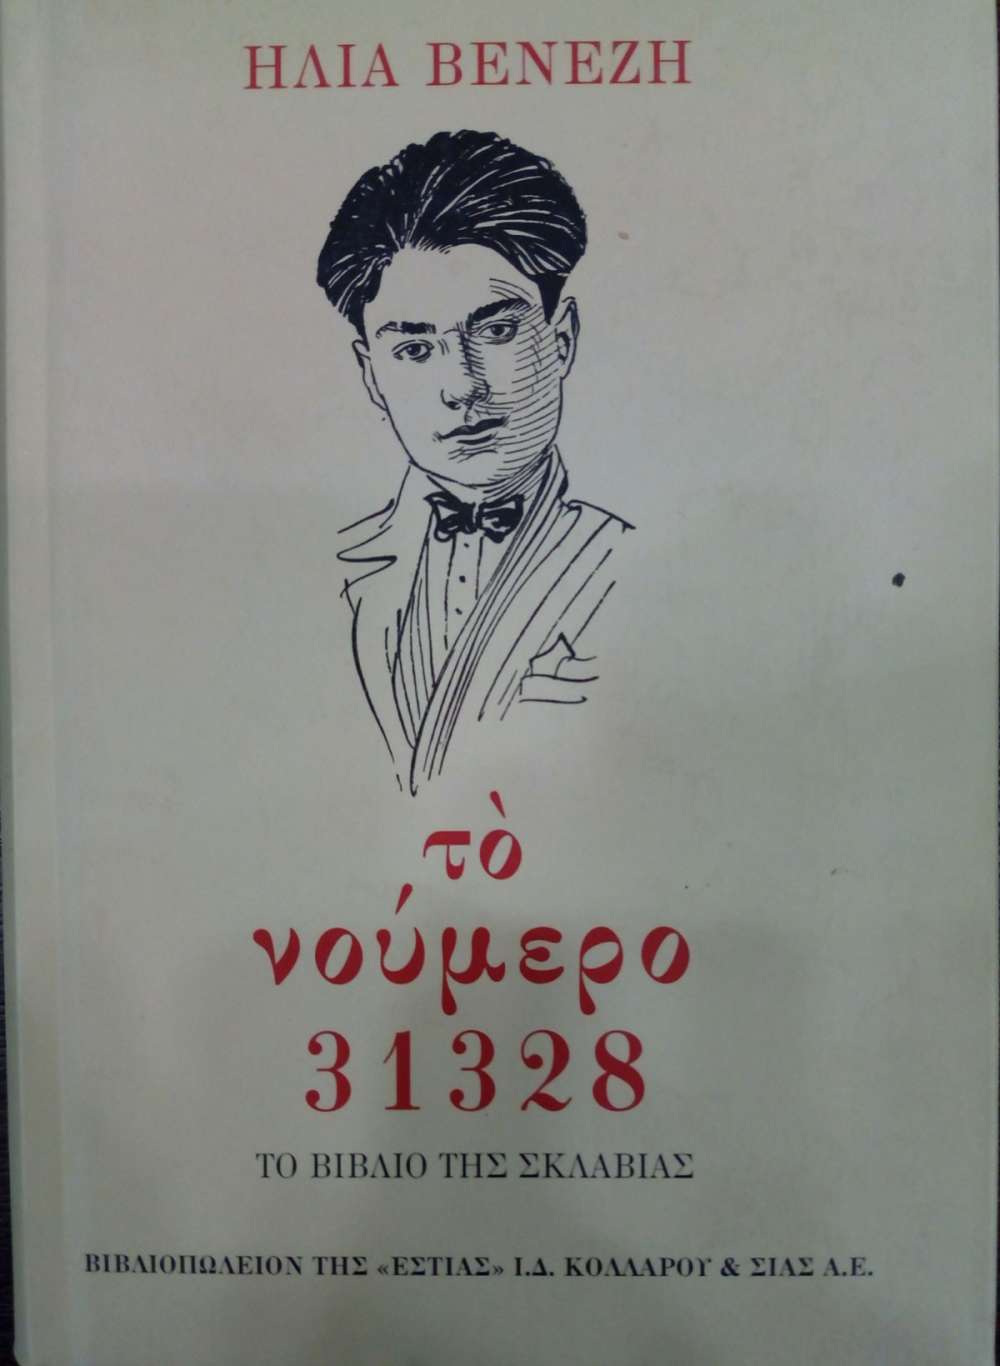 ΗΛΙΑ ΒΕΝΕΖΗ
τὸ
νούμερο
31328
ΤΟ ΒΙΒΛΙΟ ΤΗΣ ΣΚΛΑΒΙΑΣ
ΒΙΒΛΙΟΠΩΛΕΙΟΝ ΤΗΣ «ΕΣΤΙΑΣ» Ι.Δ. ΚΟΛΛΑΡΟΥ & ΣΙΑΣ Α.Ε.